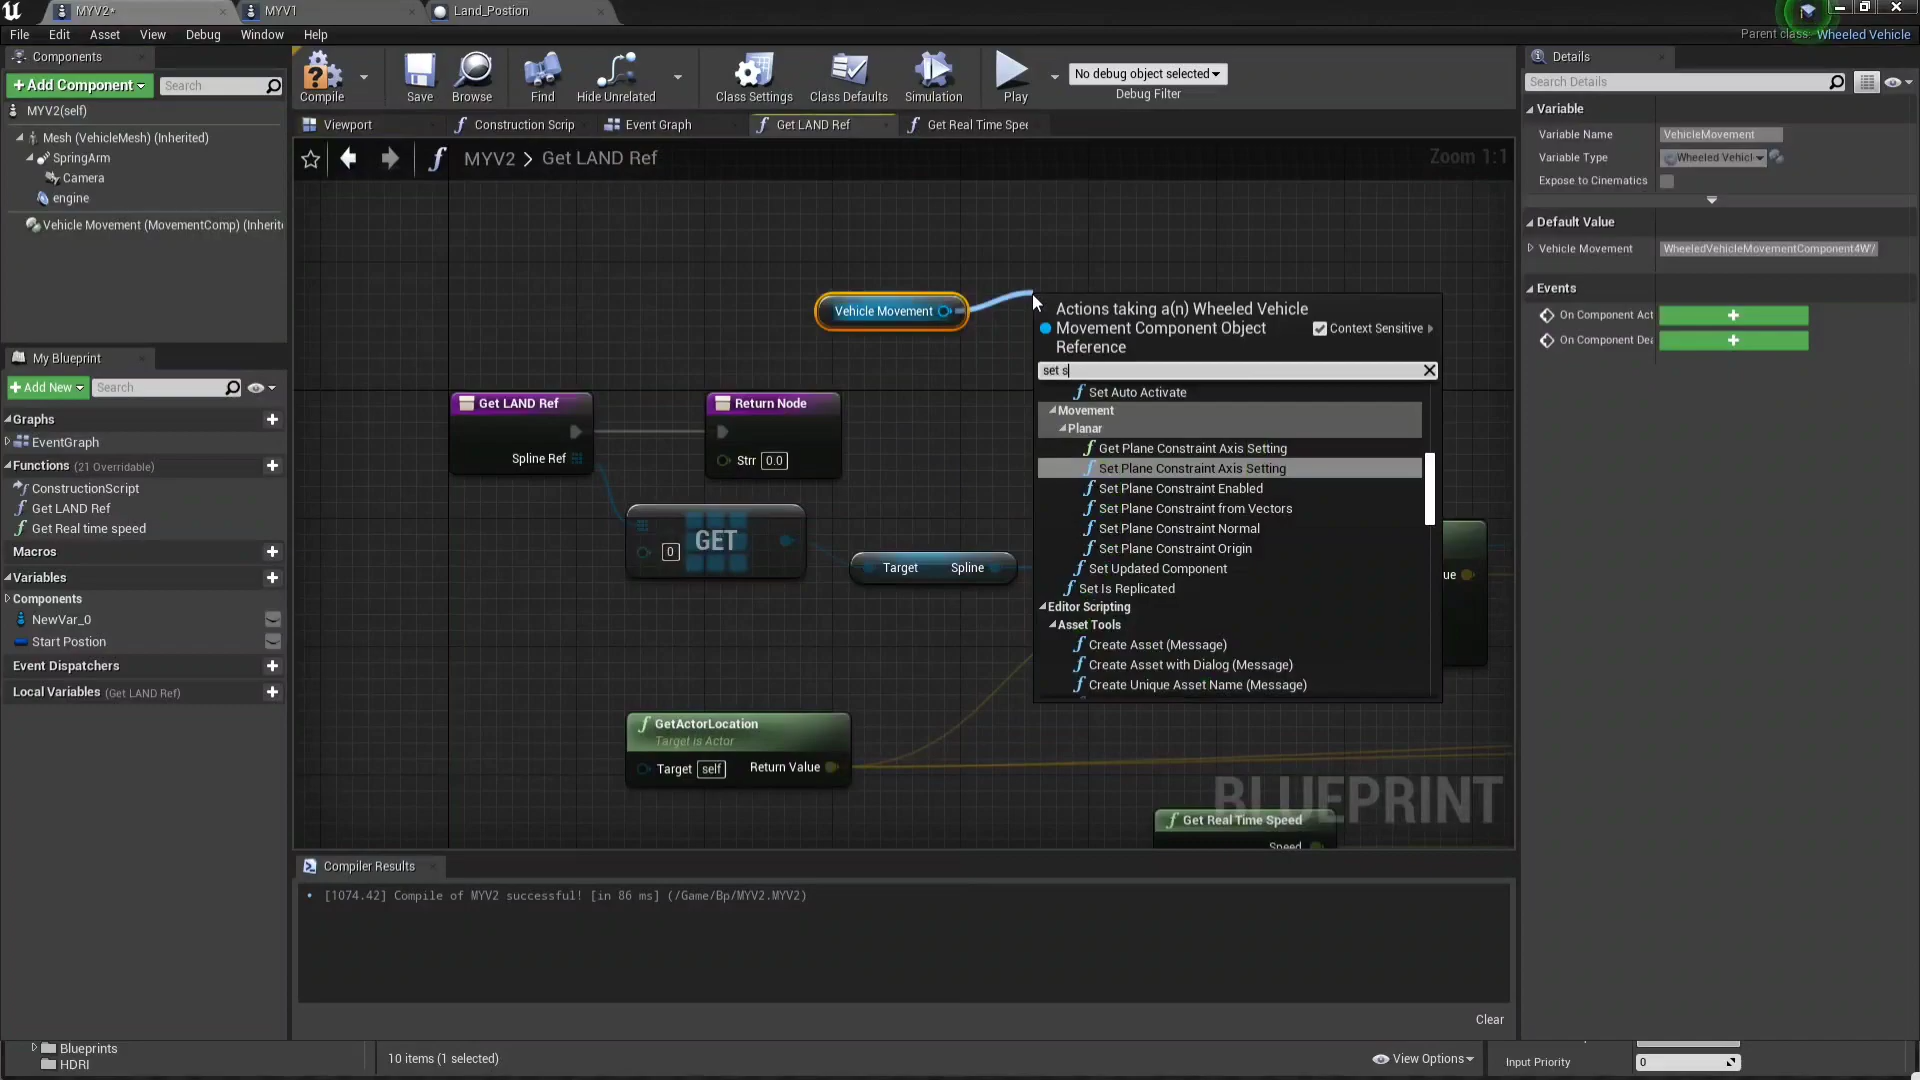 MYV2*
MYV1
Land_Postion
File
Edit
Asset
View
Debug
Window
Help
Parent class:
Wheeled Vehicle
Components
+Add Component
Search
MYV2(self)
Mesh (VehicleMesh) (Inherited)
SpringArm
Camera
engine
Vehicle Movement (MovementComp) (Inherit
Compile
Save
Browse
Find
Hide Unrelated
Class Settings
Class Defaults
Simulation
Play
No debug object selected
Debug Filter
Viewport
Construction Scrip
Event Graph
Get LAND Ref
Get Real Time Spee
MYV2 > Get LAND Ref
Zoom 1:1
Vehicle Movement
Get LAND Ref
Spline Ref
Return Node
Strr 0.0
GET
0
Target
Spline
GetActorLocation
Target is Actor
Target self
Return Value
Get Real Time Speed
Speed
ue
BLUEPRINT
Actions taking a(n) Wheeled Vehicle
Movement Component Object
Reference
Context Sensitive
set s
Set Auto Activate
Movement
Planar
Get Plane Constraint Axis Setting
Set Plane Constraint Axis Setting
Set Plane Constraint Enabled
Set Plane Constraint from Vectors
Set Plane Constraint Normal
Set Plane Constraint Origin
Set Updated Component
Set Is Replicated
Editor Scripting
Asset Tools
Create Asset (Message)
Create Asset with Dialog (Message)
Create Unique Asset Name (Message)
My Blueprint
+Add New
Search
Graphs
EventGraph
Functions (21 Overridable)
ConstructionScript
Get LAND Ref
Get Real time speed
Macros
Variables
Components
NewVar_0
Start Postion
Event Dispatchers
Local Variables (Get LAND Ref)
Compiler Results
[1074.42] Compile of MYV2 successful! [in 86 ms] (/Game/Bp/MYV2.MYV2)
Clear
Blueprints
HDRI
10 items (1 selected)
View Options
Details
Search Details
Variable
Variable Name
VehicleMovement
Variable Type
Wheeled Vehicl
Expose to Cinematics
Default Value
Vehicle Movement
WheeledVehicleMovementComponent4W'/
Events
On Component Act
On Component Dea
Input Priority
0